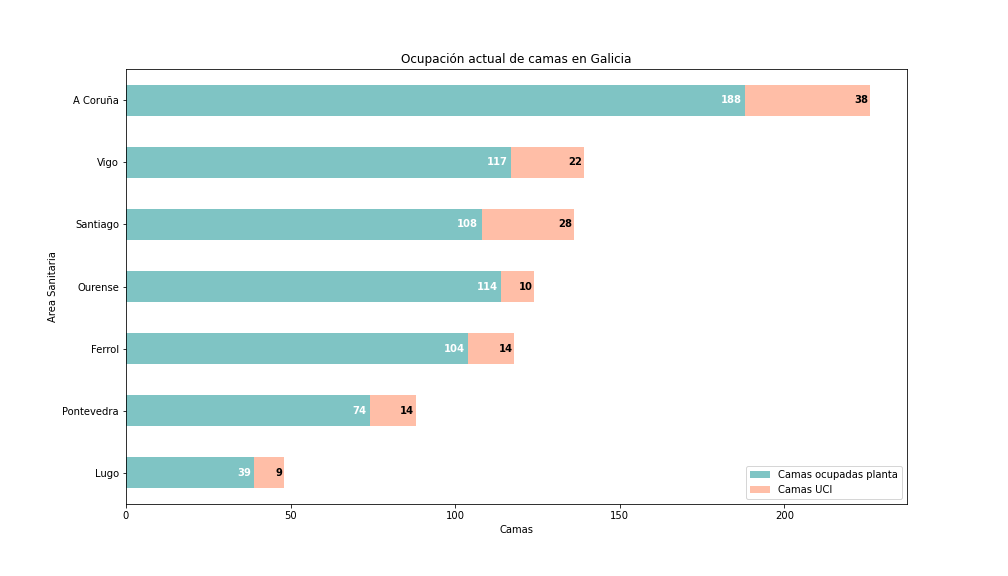 Ocupación actual de camas en Galicia
A Coruña
188
38
Vigo
117
22
Santiago
108
28
Ourense
114
10
Ferrol
104
14
Pontevedra
74
14
Lugo
39
9
Area Sanitaria
Camas ocupadas planta
Camas UCI
0 50 100 150 200
Camas